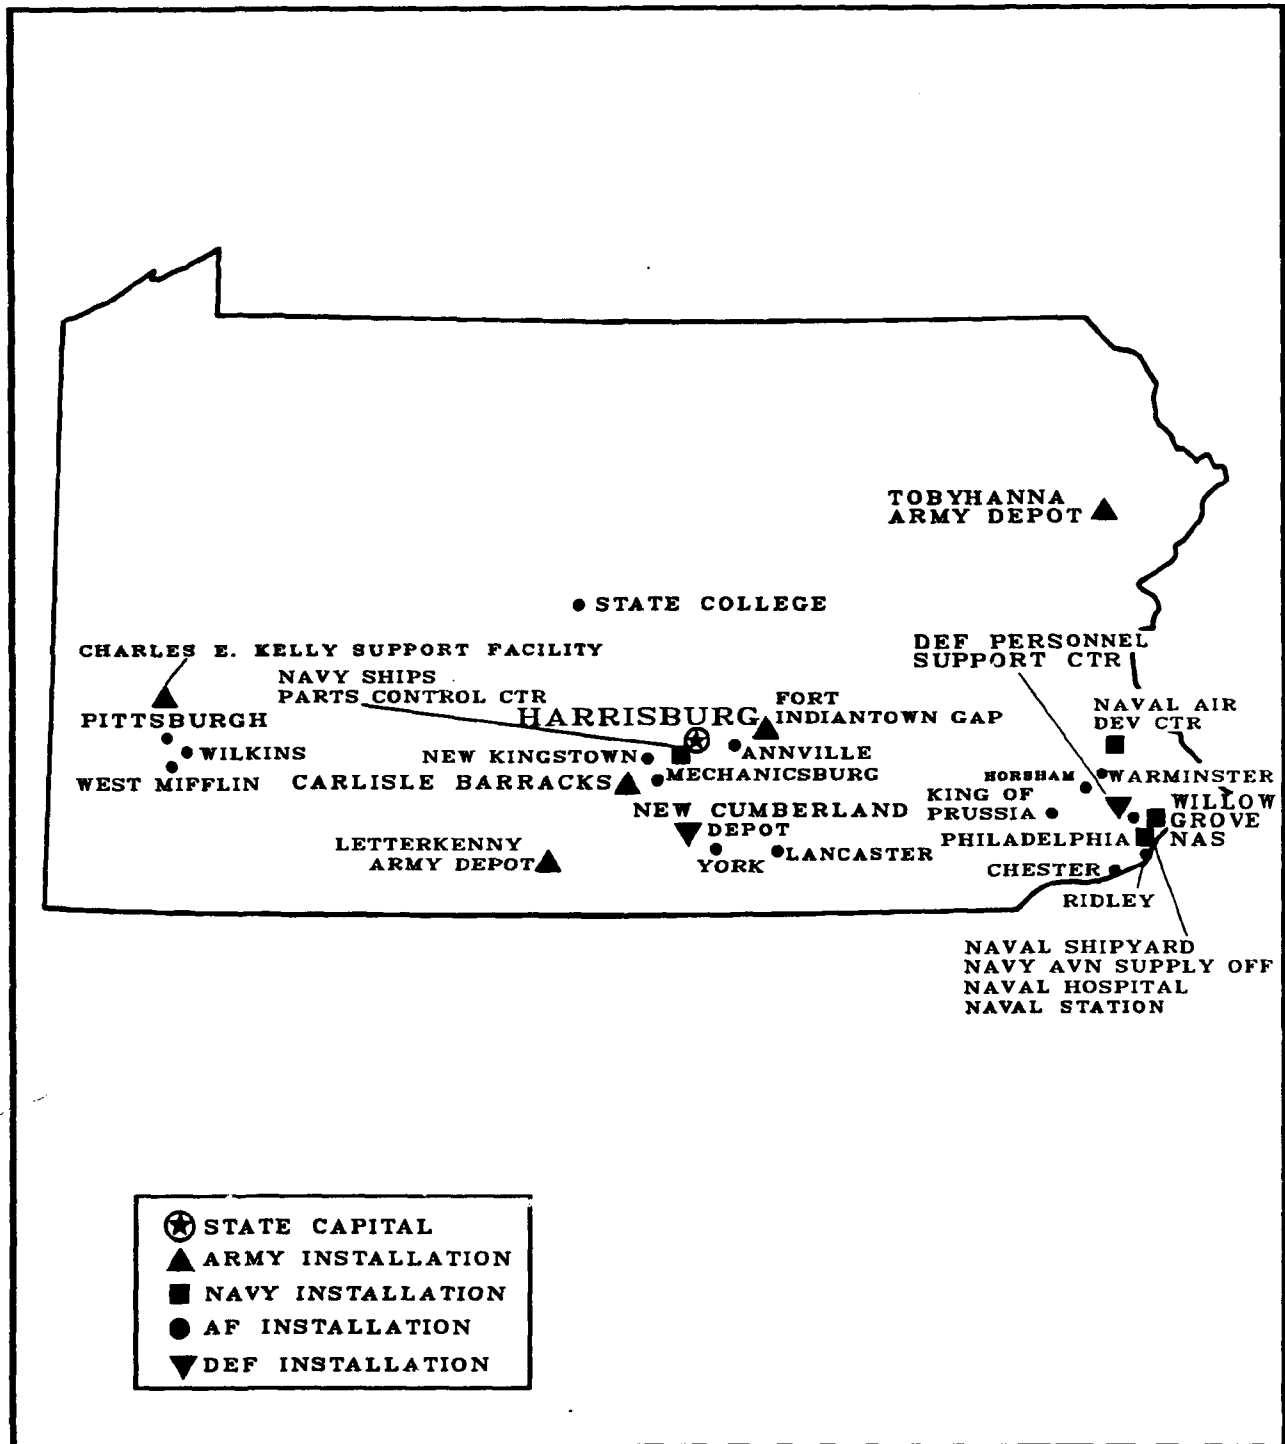 TOBYHANNA
ARMY DEPOT
STATE COLLEGE
CHARLES E. KELLY SUPPORT FACILITY
NAVY SHIPS
PARTS CONTROL CTR
DEF PERSONNEL
SUPPORT CTR
PITTSBURGH
HARRISBURG
FORT
INDIANTOWN GAP
NAVAL AIR
DEV CTR
WILKINS
NEW KINGSTOWN
ANNVILLE
WEST MIFFLIN
CARLISLE BARRACKS
MECHANICSBURG
HORSHAM
WARMINSTER
KING OF
PRUSSIA
WILLOW
GROVE
NAS
NEW CUMBERLAND
DEPOT
PHILADELPHIA
LETTERKENNY
ARMY DEPOT
YORK
LANCASTER
CHESTER
RIDLEY
NAVAL SHIPYARD
NAVY AVN SUPPLY OFF
NAVAL HOSPITAL
NAVAL STATION
STATE CAPITAL
ARMY INSTALLATION
NAVY INSTALLATION
AF INSTALLATION
DEF INSTALLATION